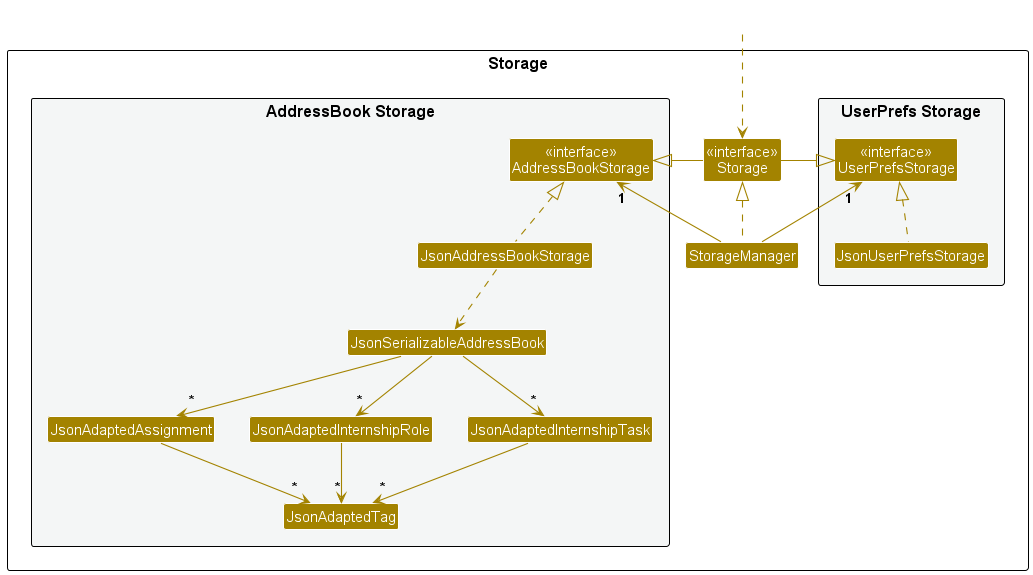 Storage
AddressBook Storage
UserPrefs Storage
«interface»
AddressBookStorage
«interface»
Storage
«interface»
UserPrefsStorage
1
1
JsonAddressBookStorage
StorageManager
JsonUserPrefsStorage
JsonSerializableAddressBook
*
*
*
JsonAdaptedAssignment
JsonAdaptedInternshipRole
JsonAdaptedInternshipTask
*
*
*
JsonAdaptedTag